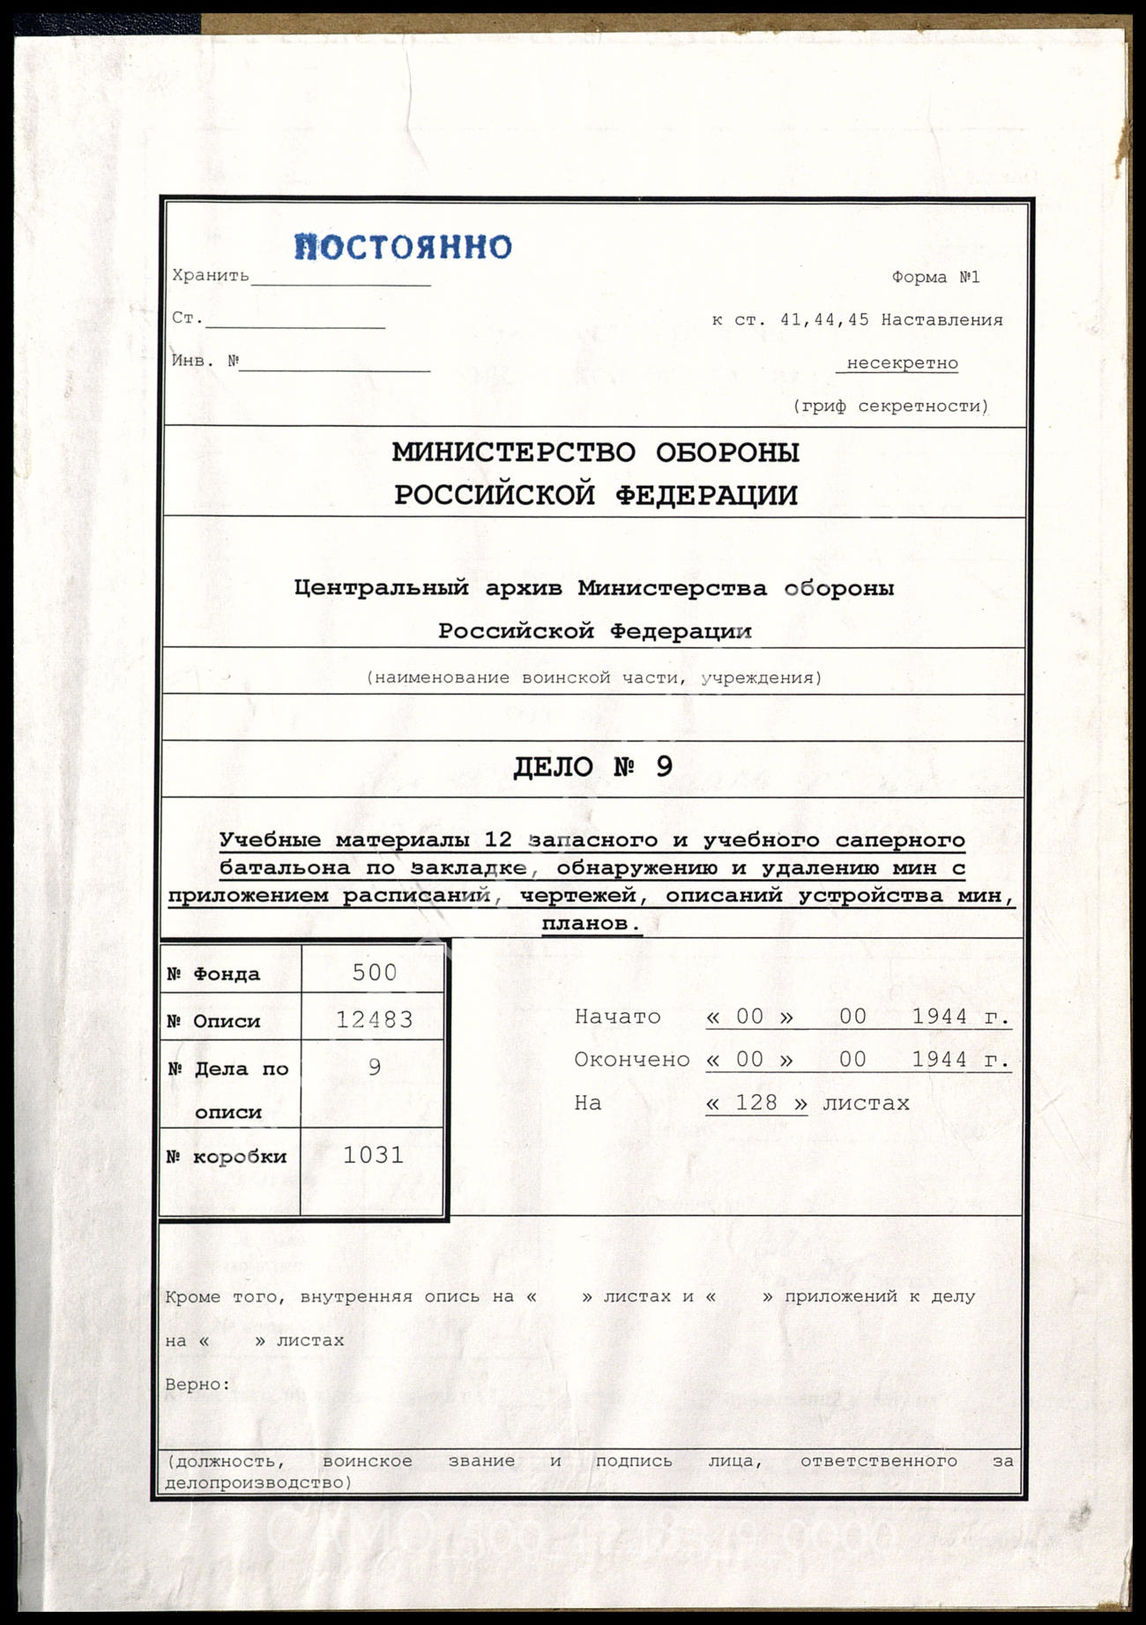 ПОСТОЯННО
Хранить
Форма №1
Ст.
к ст. 41,44,45 Наставления
Инв. №
несекретно
(гриф секретности)
МИНИСТЕРСТВО ОБОРОНЫ
РОССИЙСКОЙ ФЕДЕРАЦИИ
Центральный архив Министерства обороны
Российской Федерации
(наименование воинской части, учреждения)
ДЕЛО № 9
Учебные материалы 12 запасного и учебного саперного
батальона по закладке, обнаружению и удалению мин с
приложением расписаний, чертежей, описаний устройства мин,
планов.
№ Фонда 500
№ Описи 12483
№ Дела по 9
описи
№ коробки 1031
Начато « 00 » 00 1944 г.
Окончено « 00 » 00 1944 г.
На « 128 » листах
Кроме того, внутренняя опись на « » листах и « » приложений к делу
на « » листах
Верно:
(должность, воинское звание и подпись лица, ответственного за
делопроизводство)